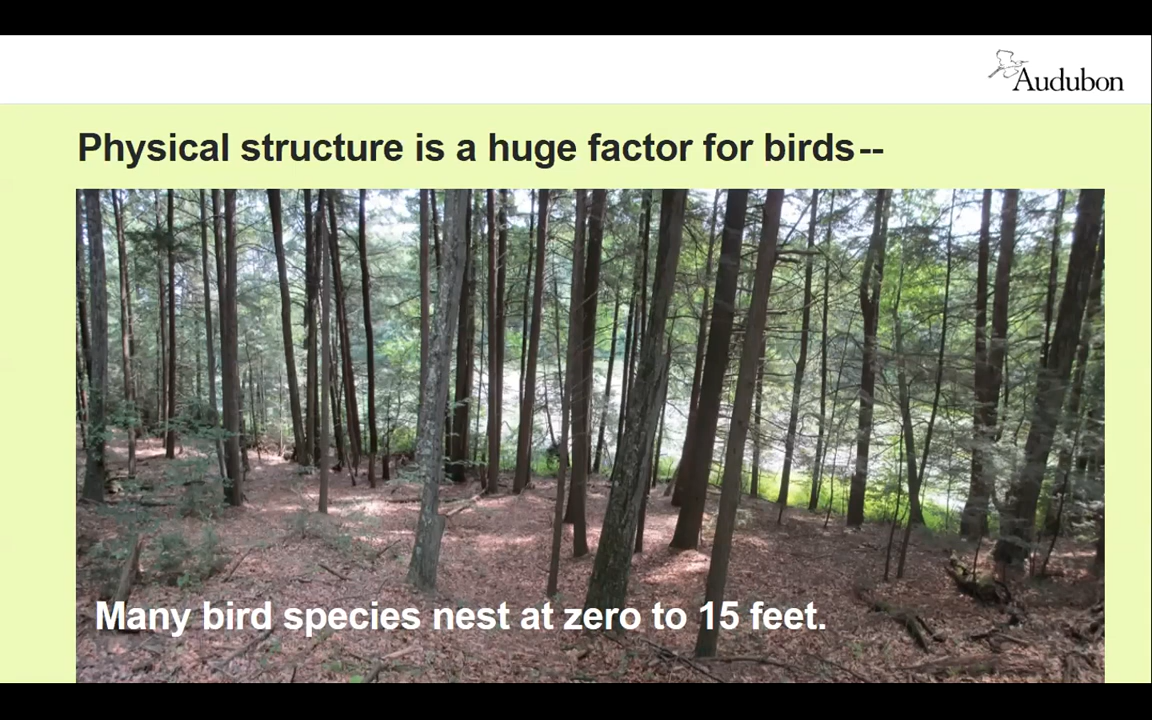 Audubon
Physical structure is a huge factor for birds--
Many bird species nest at zero to 15 feet.